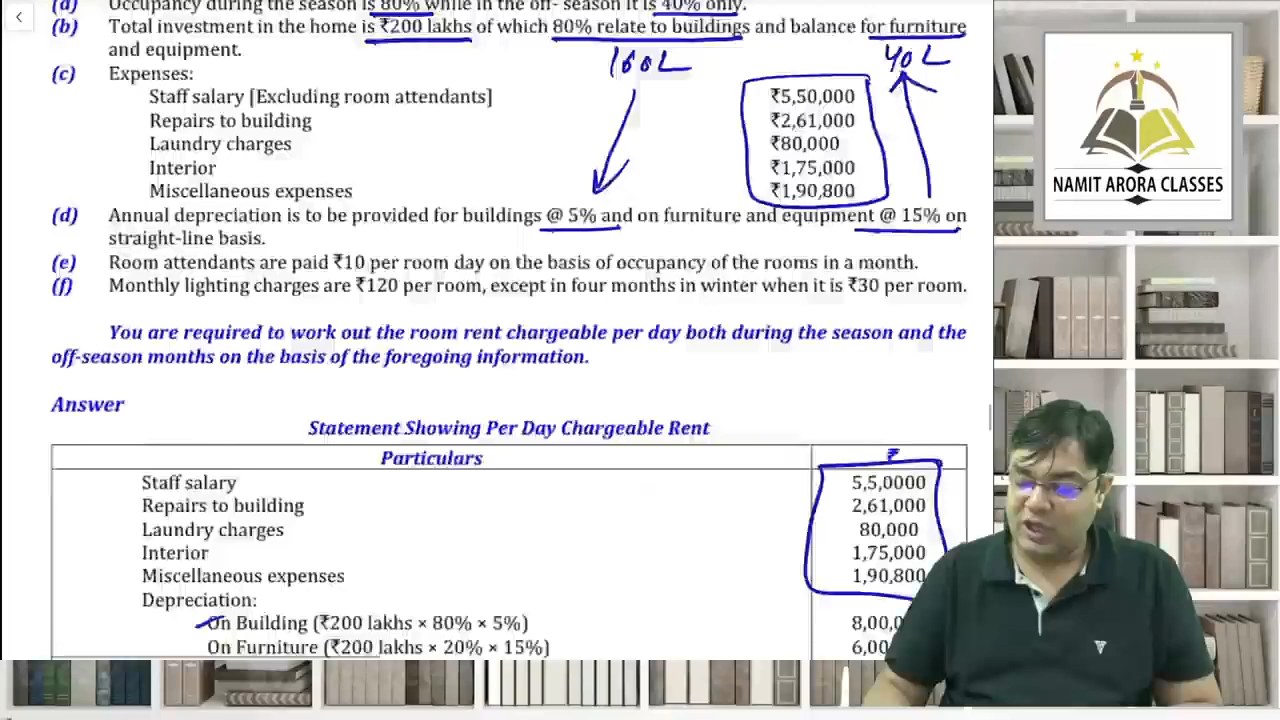 (a) Occupancy during the season is 80% while in the off- season it is 40% only.
(b) Total investment in the home is ₹200 lakhs of which 80% relate to buildings and balance for furniture
and equipment.
160L
40L
(c) Expenses:
Staff salary [Excluding room attendants] ₹5,50,000
Repairs to building ₹2,61,000
Laundry charges ₹80,000
Interior ₹1,75,000
Miscellaneous expenses ₹1,90,800
(d) Annual depreciation is to be provided for buildings @ 5% and on furniture and equipment @ 15% on
straight-line basis.
(e) Room attendants are paid ₹10 per room day on the basis of occupancy of the rooms in a month.
(f) Monthly lighting charges are ₹120 per room, except in four months in winter when it is ₹30 per room.
You are required to work out the room rent chargeable per day both during the season and the
off-season months on the basis of the foregoing information.
Answer
Statement Showing Per Day Chargeable Rent
Particulars ₹
Staff salary 5,5,0000
Repairs to building 2,61,000
Laundry charges 80,000
Interior 1,75,000
Miscellaneous expenses 1,90,800
Depreciation:
On Building (₹200 lakhs × 80% × 5%) 8,00,0
On Furniture (₹200 lakhs × 20% × 15%) 6,00
NAMIT ARORA CLASSES